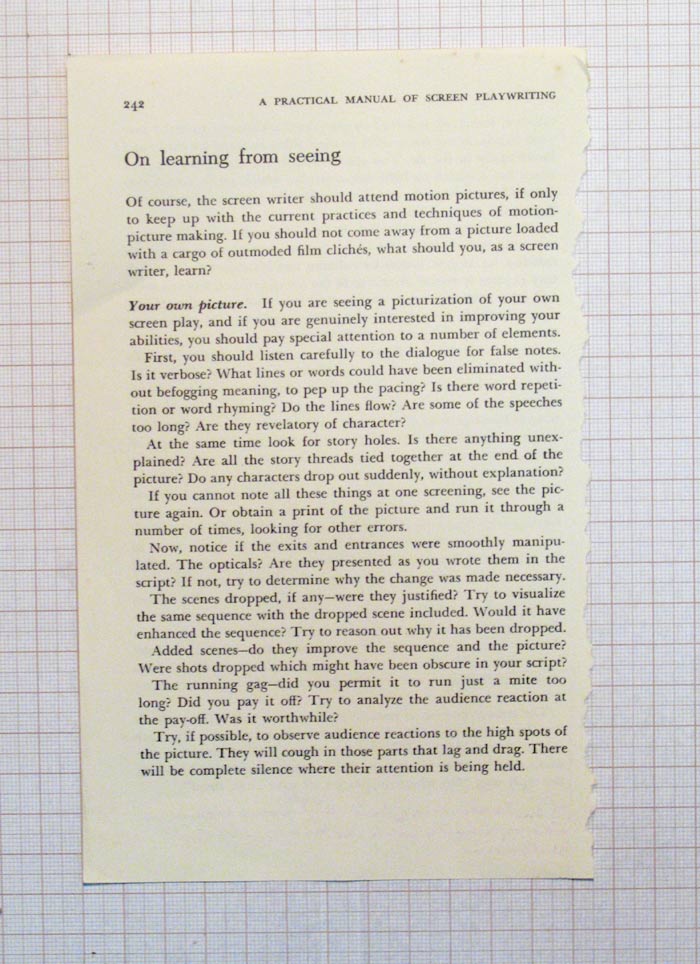 242
A PRACTICAL MANUAL OF SCREEN PLAYWRITING
On learning from seeing
Of course, the screen writer should attend motion pictures, if only
to keep up with the current practices and techniques of motion-
picture making. If you should not come away from a picture loaded
with a cargo of outmoded film clichés, what should you, as a screen
writer, learn?
Your own picture. If you are seeing a picturization of your own
screen play, and if you are genuinely interested in improving your
abilities, you should pay special attention to a number of elements.
First, you should listen carefully to the dialogue for false notes.
Is it verbose? What lines or words could have been eliminated with-
out befogging meaning, to pep up the pacing? Is there word repeti-
tion or word rhyming? Do the lines flow? Are some of the speeches
too long? Are they revelatory of character?
At the same time look for story holes. Is there anything unex-
plained? Are all the story threads tied together at the end of the
picture? Do any characters drop out suddenly, without explanation?
If you cannot note all these things at one screening, see the pic-
ture again. Or obtain a print of the picture and run it through a
number of times, looking for other errors.
Now, notice if the exits and entrances were smoothly manipu-
lated. The opticals? Are they presented as you wrote them in the
script? If not, try to determine why the change was made necessary.
The scenes dropped, if any—were they justified? Try to visualize
the same sequence with the dropped scene included. Would it have
enhanced the sequence? Try to reason out why it has been dropped.
Added scenes—do they improve the sequence and the picture?
Were shots dropped which might have been obscure in your script?
The running gag—did you permit it to run just a mite too
long? Did you pay it off? Try to analyze the audience reaction at
the pay-off. Was it worthwhile?
Try, if possible, to observe audience reactions to the high spots of
the picture. They will cough in those parts that lag and drag. There
will be complete silence where their attention is being held.